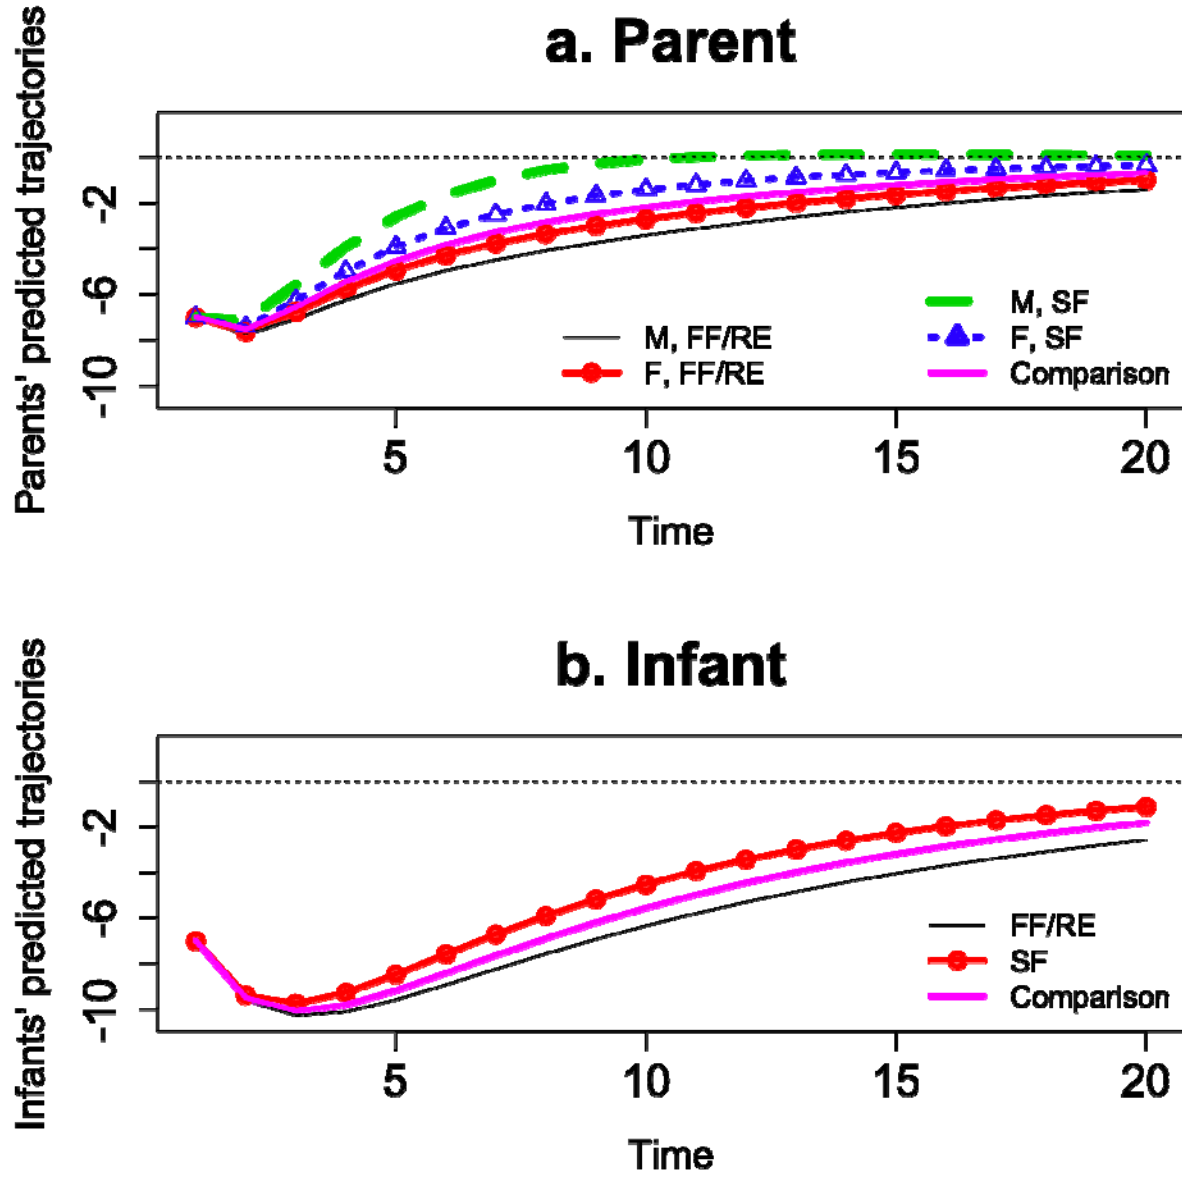 a. Parent
Parents' predicted trajectories
-2
-6
-10
M, FF/RE
F, FF/RE
M, SF
F, SF
Comparison
5 10 15 20
Time
b. Infant
Infants' predicted trajectories
-2
-6
-10
FF/RE
SF
Comparison
5 10 15 20
Time